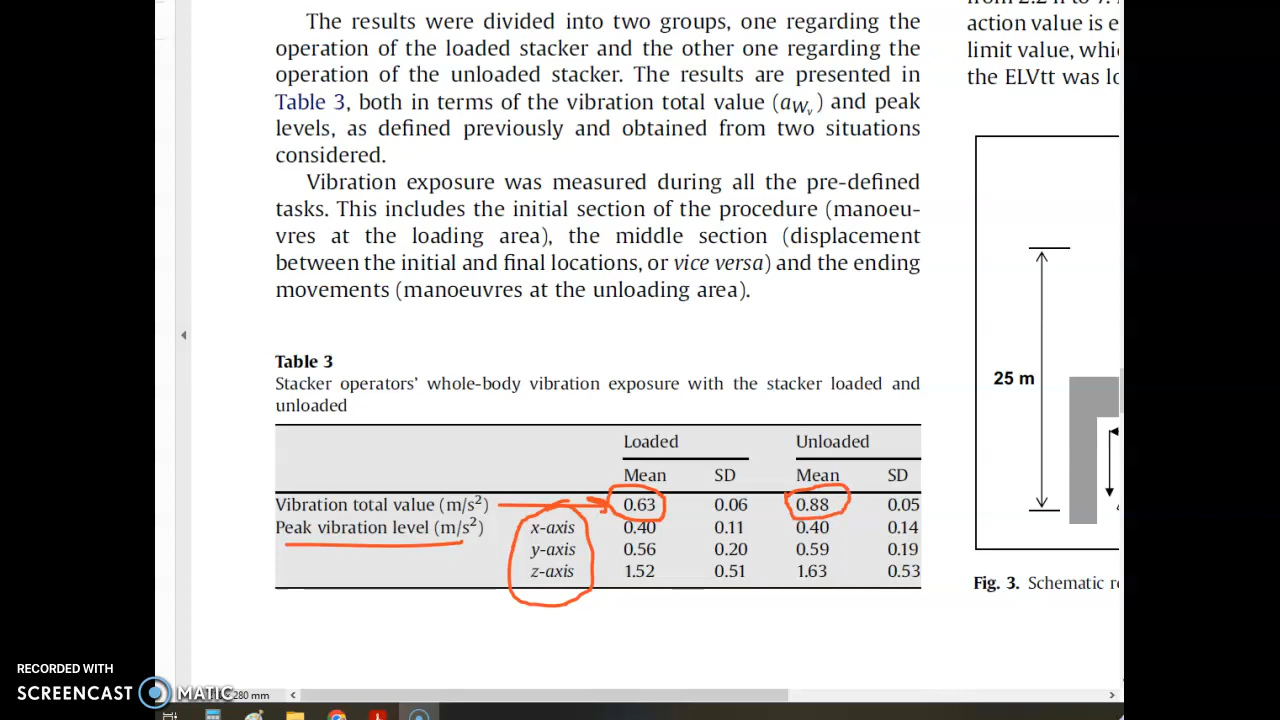 The results were divided into two groups, one regarding the
operation of the loaded stacker and the other one regarding the
operation of the unloaded stacker. The results are presented in
Table 3, both in terms of the vibration total value (aWv) and peak
levels, as defined previously and obtained from two situations
considered.
Vibration exposure was measured during all the pre-defined
tasks. This includes the initial section of the procedure (manoeu-
vres at the loading area), the middle section (displacement
between the initial and final locations, or vice versa) and the ending
movements (manoeuvres at the unloading area).
Table 3
Stacker operators' whole-body vibration exposure with the stacker loaded and
unloaded
Loaded Unloaded
Mean SD Mean SD
Vibration total value (m/s²) 0.63 0.06 0.88 0.05
Peak vibration level (m/s²) x-axis 0.40 0.11 0.40 0.14
y-axis 0.56 0.20 0.59 0.19
z-axis 1.52 0.51 1.63 0.53
action value is e
limit value, whic
the ELVtt was lo
25 m
Fig. 3. Schematic r
RECORDED WITH
SCREENCAST MATIC
280 mm